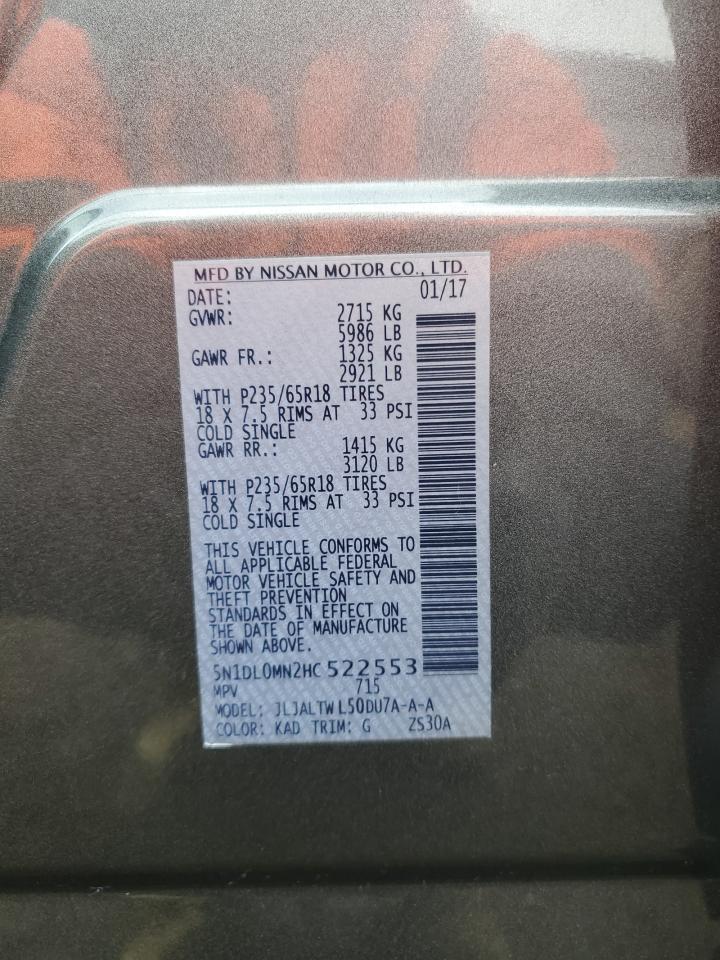 MFD BY NISSAN MOTOR CO., LTD.
DATE: 01/17
GVWR: 2715 KG
5986 LB
GAWR FR.: 1325 KG
2921 LB
WITH P235/65R18 TIRES
18 X 7.5 RIMS AT 33 PSI
COLD SINGLE
GAWR RR.: 1415 KG
3120 LB
WITH P235/65R18 TIRES
18 X 7.5 RIMS AT 33 PSI
COLD SINGLE
THIS VEHICLE CONFORMS TO
ALL APPLICABLE FEDERAL
MOTOR VEHICLE SAFETY AND
THEFT PREVENTION
STANDARDS IN EFFECT ON
THE DATE OF MANUFACTURE
SHOWN ABOVE.
5N1DL0MN2HC 522553
MPV 715
MODEL: JLJALTW L50DU7A-A-A
COLOR: KAD TRIM: G ZS30A